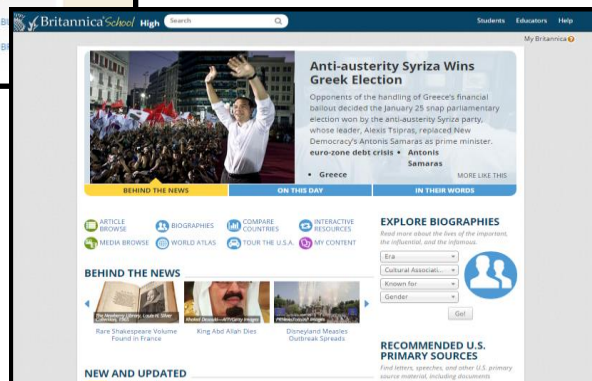 Britannica School High Search
Students Educators Help
My Britannica
Anti-austerity Syriza Wins
Greek Election
Opponents of the handling of Greece's financial
bailout decided the January 25 snap parliamentary
election won by the anti-austerity Syriza party,
whose leader, Alexis Tsipras, replaced New
Democracy's Antonis Samaras as prime minister.
euro-zone debt crisis • Antonis
Samaras
• Greece MORE LIKE THIS
BEHIND THE NEWS ON THIS DAY IN THEIR WORDS
ARTICLE
BROWSE
BIOGRAPHIES
COMPARE
COUNTRIES
INTERACTIVE
RESOURCES
MEDIA BROWSE WORLD ATLAS TOUR THE U.S.A. MY CONTENT
BEHIND THE NEWS
The Newberry Library, Louis H. Silver
Collection, 1965
Rare Shakespeare Volume
Found in France
King Abd Allah Dies
Disneyland Measles
Outbreak Spreads
NEW AND UPDATED
EXPLORE BIOGRAPHIES
Read more about the lives of the important,
the influential, and the infamous.
Era
Cultural Associati...
Known for
Gender
Go!
RECOMMENDED U.S.
PRIMARY SOURCES
Find letters, speeches, and other U.S. primary
source material, including documents,